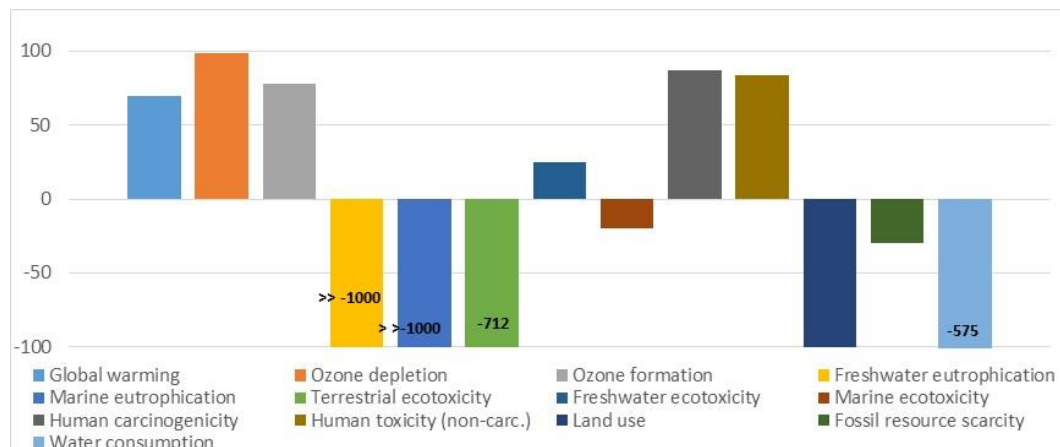 100
50
0
-50
>> -1000
> >-1000
-712
-575
-100
Global warming
Ozone depletion
Ozone formation
Freshwater eutrophication
Marine eutrophication
Terrestrial ecotoxicity
Freshwater ecotoxicity
Marine ecotoxicity
Human carcinogenicity
Human toxicity (non-carc.)
Land use
Fossil resource scarcity
Water consumption